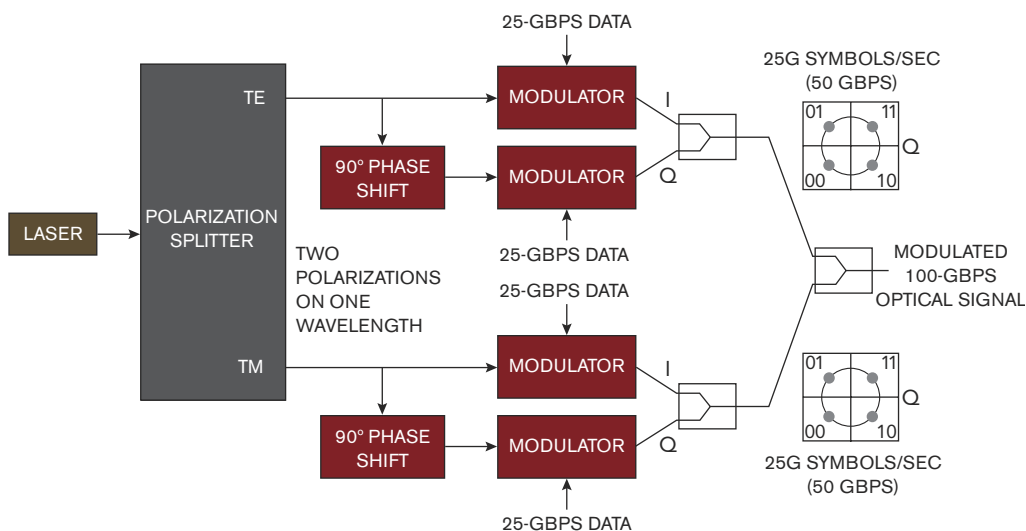 25-GBPS DATA
TE
MODULATOR
I
90° PHASE
SHIFT
MODULATOR
Q
25-GBPS DATA
25G SYMBOLS/SEC
(50 GBPS)
01 11
Q
00 10
LASER
POLARIZATION
SPLITTER
TWO
POLARIZATIONS
ON ONE
WAVELENGTH
MODULATED
100-GBPS
OPTICAL SIGNAL
25-GBPS DATA
TM
MODULATOR
I
90° PHASE
SHIFT
MODULATOR
Q
25-GBPS DATA
01 11
Q
00 10
25G SYMBOLS/SEC
(50 GBPS)